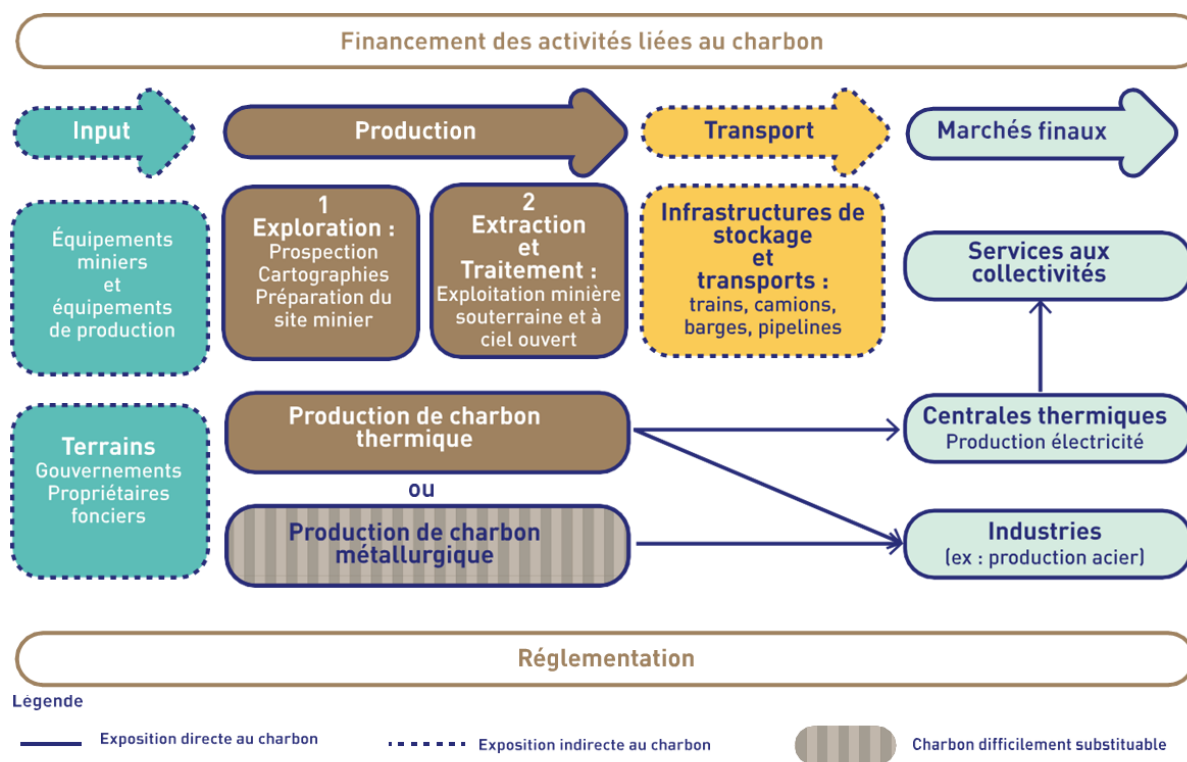 Financement des activités liées au charbon
Input
Production
Transport
Marchés finaux
Équipements
miniers
et
équipements
de production
1
Exploration :
Prospection
Cartographies
Préparation du
site minier
2
Extraction
et
Traitement :
Exploitation minière
souterraine et à
ciel ouvert
Infrastructures de
stockage
et
transports :
trains, camions,
barges, pipelines
Services aux
collectivités
Terrains
Gouvernements
Propriétaires
fonciers
Production de charbon
thermique
ou
Production de charbon
métallurgique
Centrales thermiques
Production électricité
Industries
(ex : production acier)
Réglementation
Légende
Exposition directe au charbon
Exposition indirecte au charbon
Charbon difficilement substituable